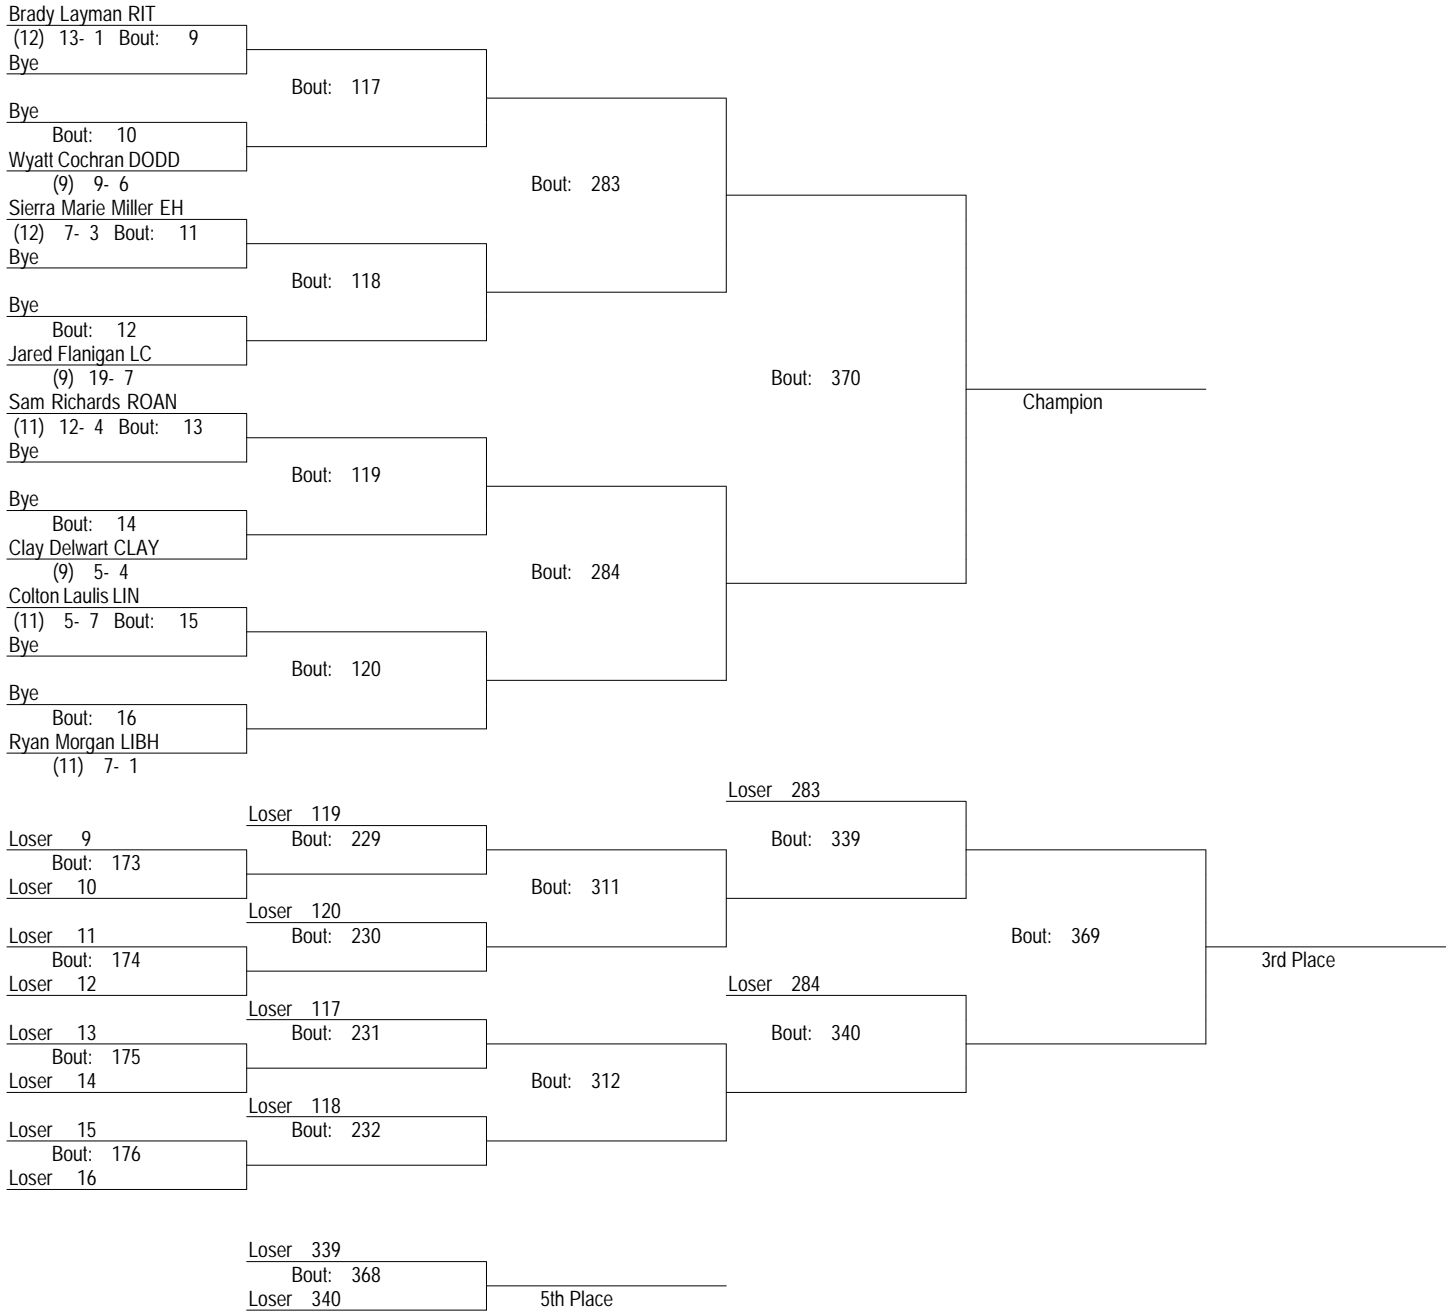 Brady Layman RIT
(12) 13- 1 Bout: 9
Bye
Bout: 117
Bye
Bout: 10
Wyatt Cochran DODD
(9) 9- 6
Bout: 283
Sierra Marie Miller EH
(12) 7- 3 Bout: 11
Bye
Bout: 118
Bye
Bout: 12
Jared Flanigan LC
(9) 19- 7
Bout: 370
Champion
Sam Richards ROAN
(11) 12- 4 Bout: 13
Bye
Bout: 119
Bye
Bout: 14
Clay Delwart CLAY
(9) 5- 4
Bout: 284
Colton Laulis LIN
(11) 5- 7 Bout: 15
Bye
Bout: 120
Bye
Bout: 16
Ryan Morgan LIBH
(11) 7- 1
Loser 283
Loser 119
Loser 9
Bout: 229
Bout: 339
Bout: 173
Loser 10
Bout: 311
Loser 120
Loser 11
Bout: 230
Bout: 369
Bout: 174
3rd Place
Loser 12
Loser 284
Loser 117
Loser 13
Bout: 231
Bout: 340
Bout: 175
Loser 14
Bout: 312
Loser 118
Loser 15
Bout: 232
Bout: 176
Loser 16
Loser 339
Bout: 368
Loser 340
5th Place